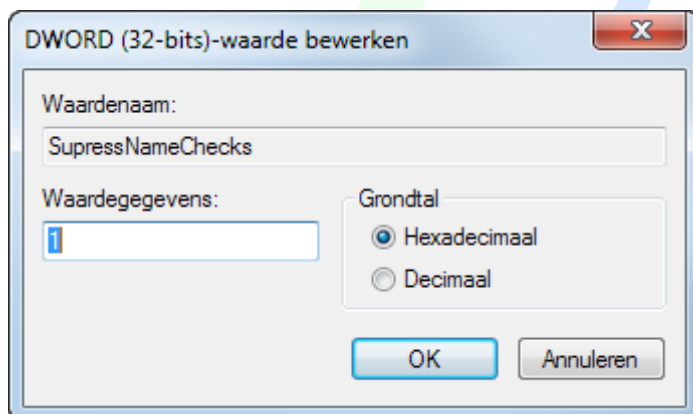 DWORD (32-bits)-waarde bewerken
Waardenaam:
SupressNameChecks
Waardegegevens:
1
Grondtal
Hexadecimaal
Decimaal
OK
Annuleren